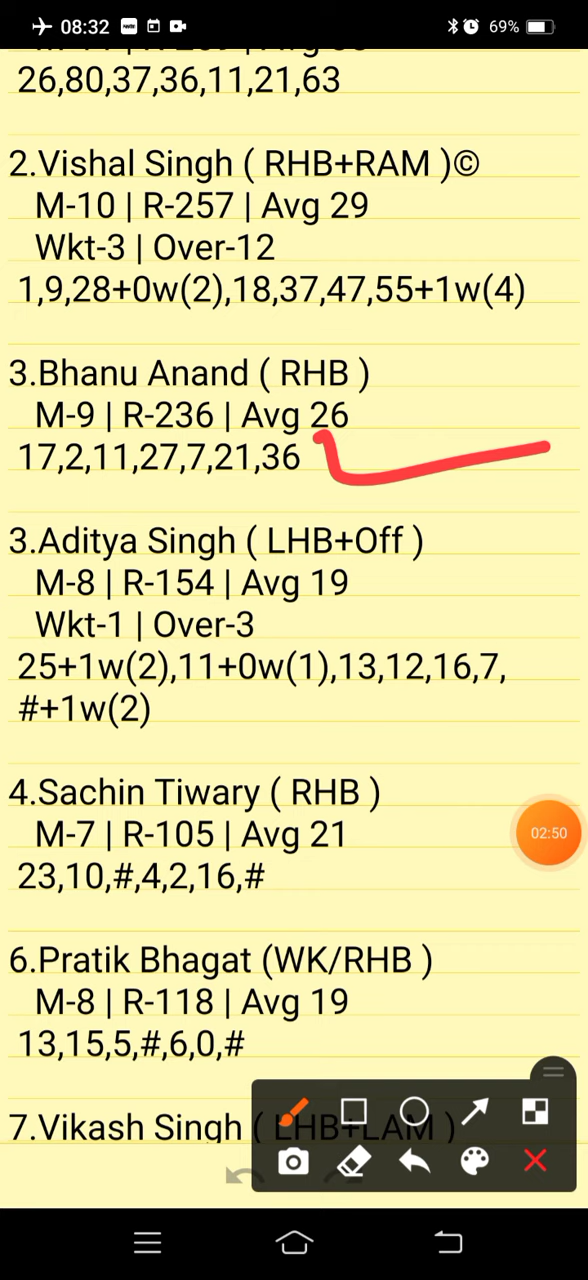 08:32
69%
26,80,37,36,11,21,63
2.Vishal Singh ( RHB+RAM )©
M-10 | R-257 | Avg 29
Wkt-3 | Over-12
1,9,28+0w(2),18,37,47,55+1w(4)
3.Bhanu Anand ( RHB )
M-9 | R-236 | Avg 26
17,2,11,27,7,21,36
3.Aditya Singh ( LHB+Off )
M-8 | R-154 | Avg 19
Wkt-1 | Over-3
25+1w(2),11+0w(1),13,12,16,7,
#+1w(2)
4.Sachin Tiwary ( RHB )
M-7 | R-105 | Avg 21
23,10,#,4,2,16,#
02:50
6.Pratik Bhagat (WK/RHB )
M-8 | R-118 | Avg 19
13,15,5,#,6,0,#
7.Vikash Singh ( LHB+LAM )